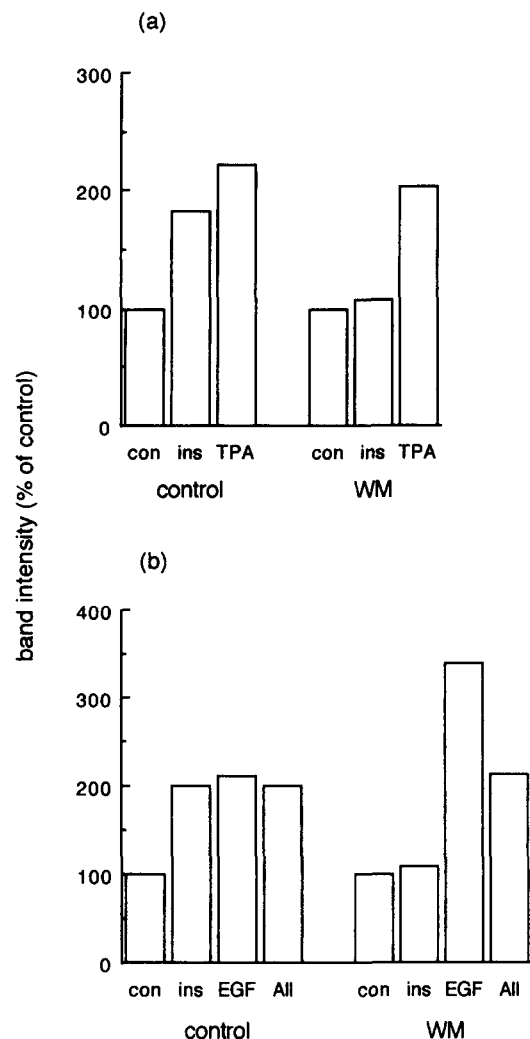 (a)
300
200
100
0
con ins TPA con ins TPA
control WM
band intensity (% of control)
(b)
400
300
200
100
0
con ins EGF All con ins EGF All
control WM